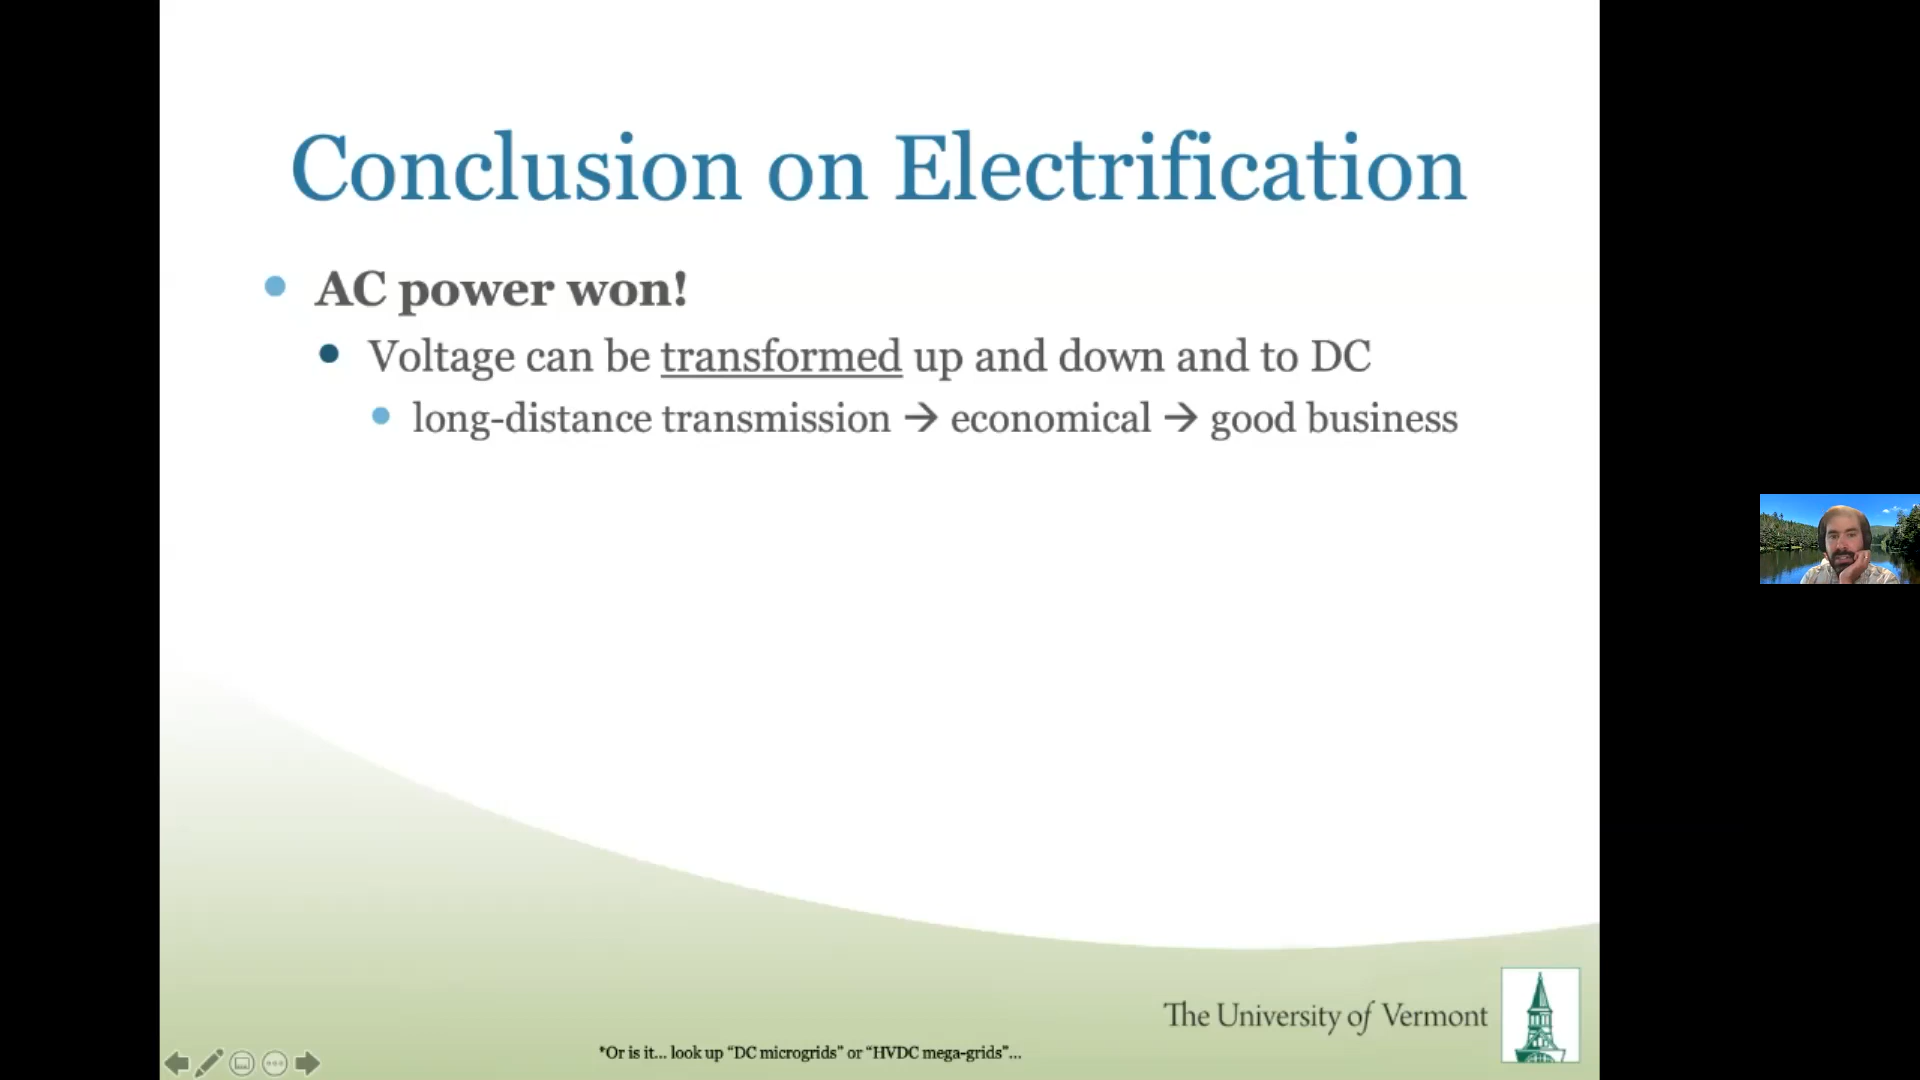 Conclusion on Electrification
AC power won!
Voltage can be transformed up and down and to DC
long-distance transmission → economical → good business
The University of Vermont
*Or is it... look up “DC microgrids” or “HVDC mega-grids”...